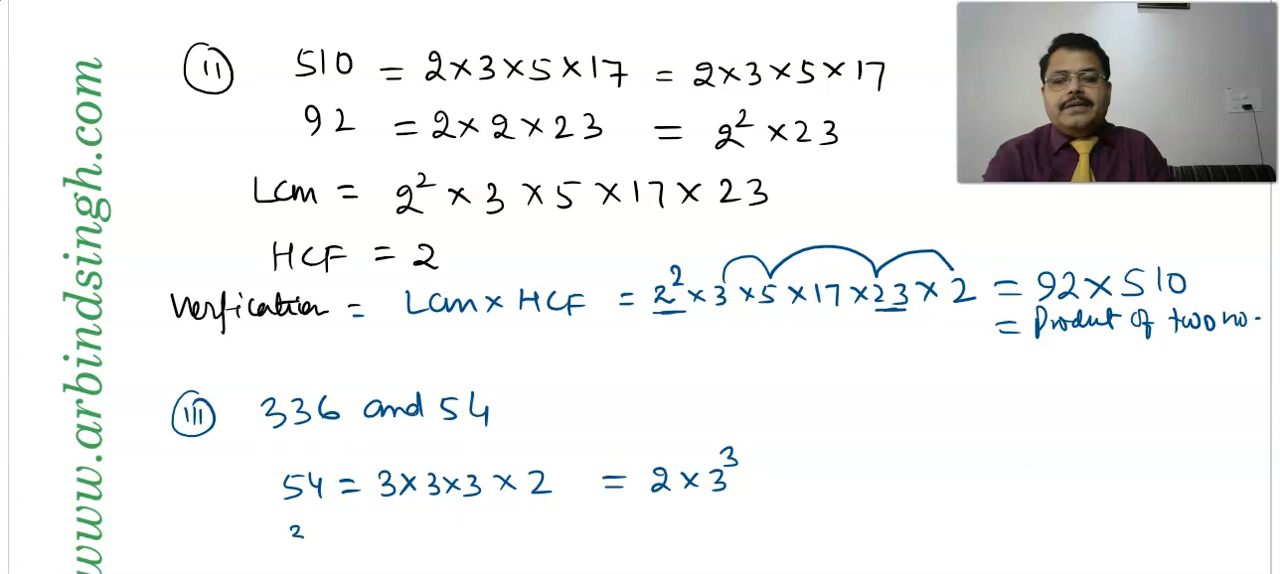 (ii) 510 = 2×3×5×17 = 2×3×5×17
92 = 2×2×23 = 2² ×23
Lcm = 2² × 3 × 5 × 17 × 23
HCF = 2
Verfication = Lcm × HCF = 2² × 3 × 5 × 17 × 23 × 2 = 92 × 510
= Produt of two no.
(iii) 336 and 54
54 = 3×3×3×2 = 2×3³
2
www.arbindsingh.com